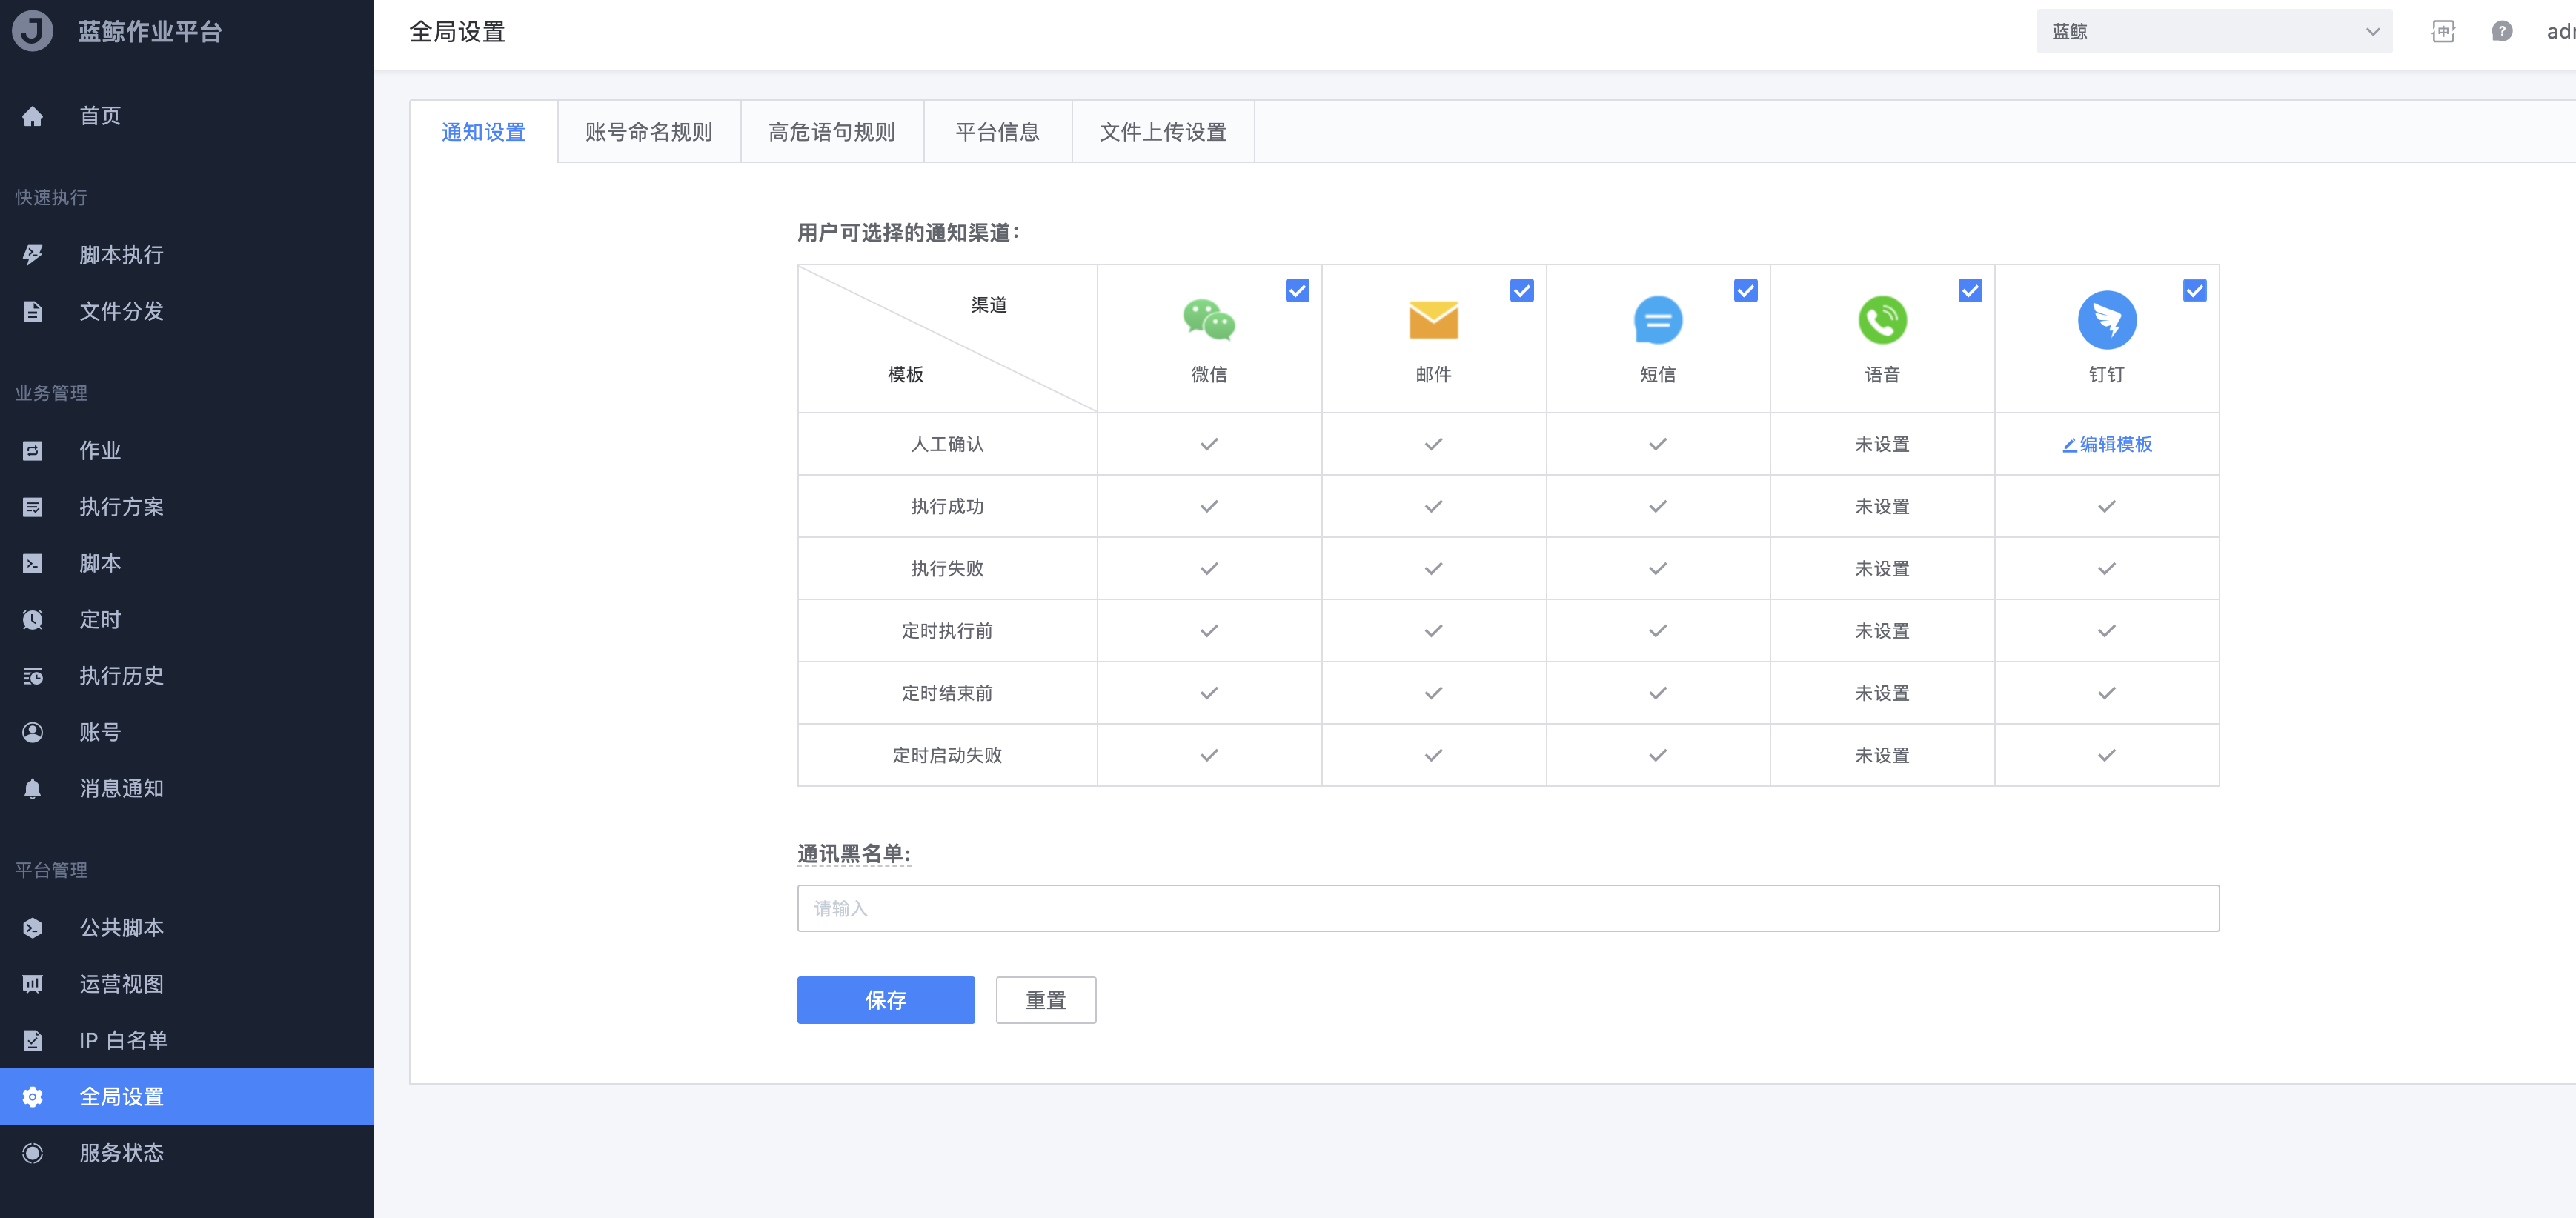 蓝鲸作业平台
首页
快速执行
脚本执行
文件分发
业务管理
作业
执行方案
脚本
定时
执行历史
账号
消息通知
平台管理
公共脚本
运营视图
IP 白名单
全局设置
服务状态
全局设置
蓝鲸
中
?
adr
通知设置 账号命名规则 高危语句规则 平台信息 文件上传设置
用户可选择的通知渠道:
渠道
模板
微信 邮件 短信 语音 钉钉
人工确认 未设置 编辑模板
执行成功 未设置
执行失败 未设置
定时执行前 未设置
定时结束前 未设置
定时启动失败 未设置
通讯黑名单:
请输入
保存 重置